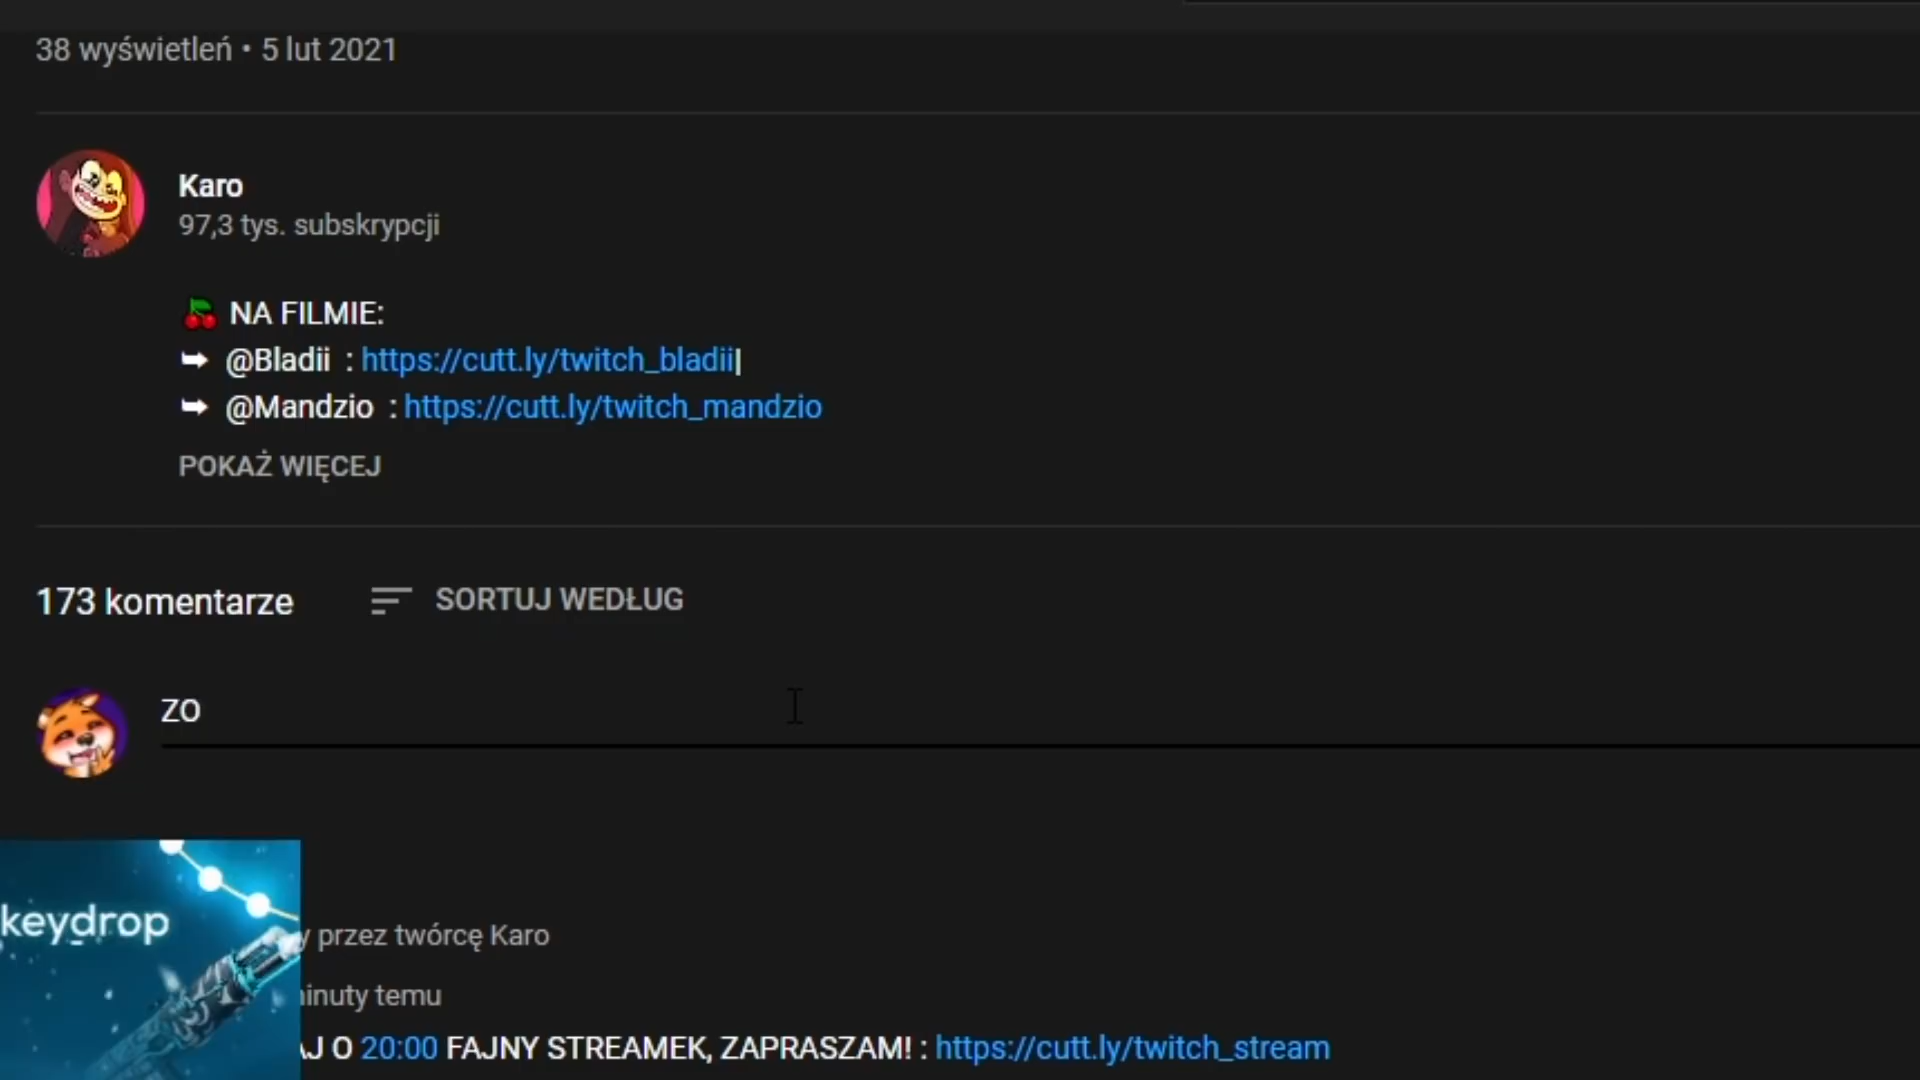 38 wyświetleń • 5 lut 2021
Karo
97,3 tys. subskrypcji
🍒 NA FILMIE:
➥ @Bladii : https://cutt.ly/twitch_bladii|
➥ @Mandzio : https://cutt.ly/twitch_mandzio
POKAŻ WIĘCEJ
173 komentarze
SORTUJ WEDŁUG
ZO
keydrop
y przez twórcę Karo
inuty temu
AJ O 20:00 FAJNY STREAMEK, ZAPRASZAM! : https://cutt.ly/twitch_stream